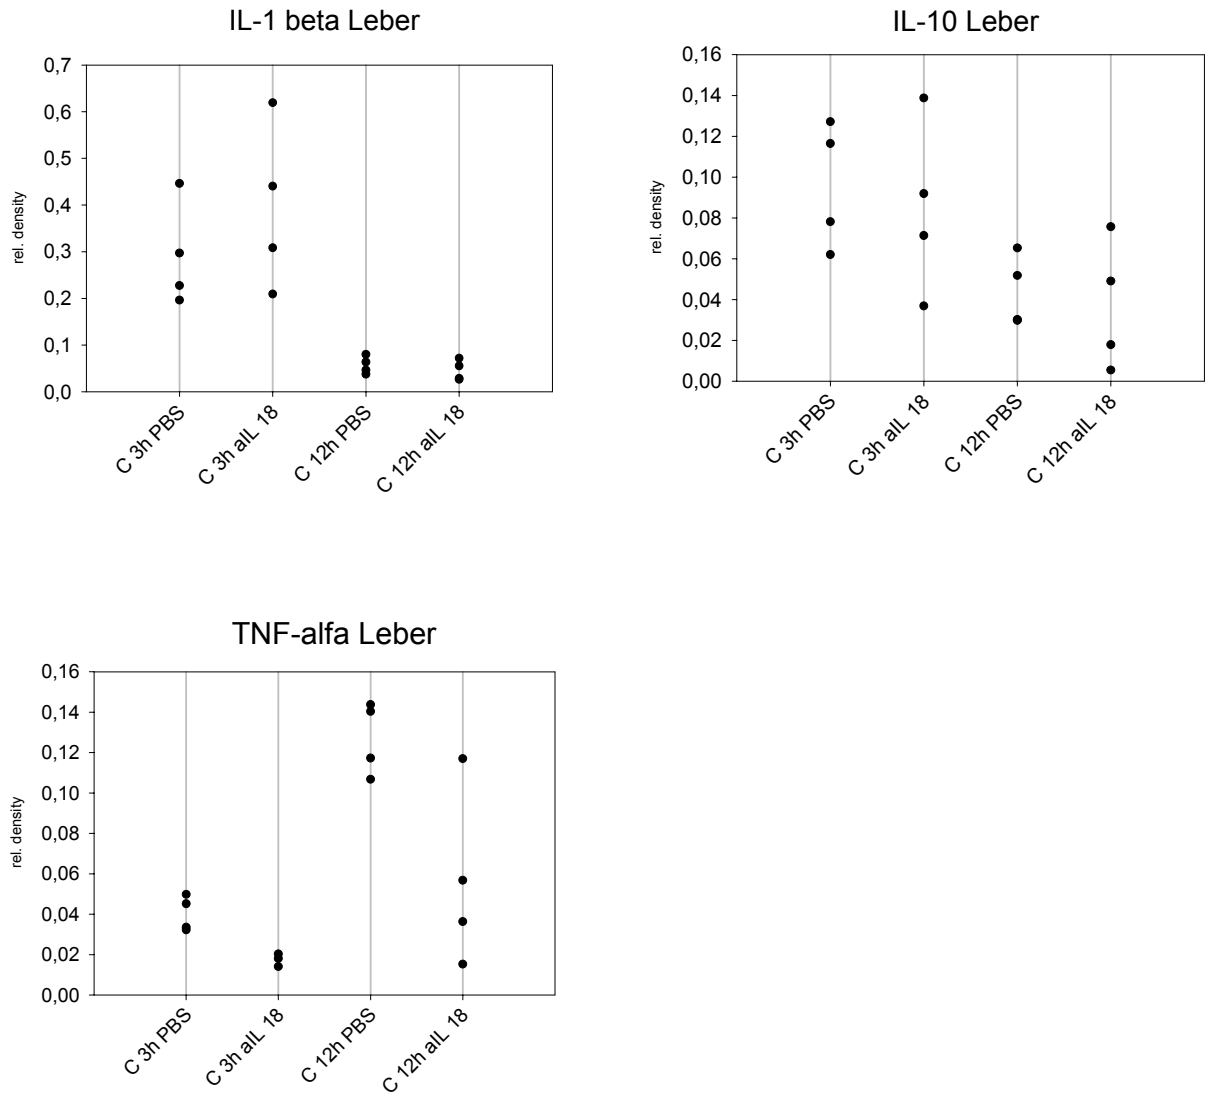 IL-1 beta Leber
0,7
0,6
0,5
0,4
0,3
0,2
0,1
0,0
rel. density
C 3h PBS
C 3h aIL 18
C 12h PBS
C 12h aIL 18
IL-10 Leber
0,16
0,14
0,12
0,10
0,08
0,06
0,04
0,02
0,00
rel. density
C 3h PBS
C 3h aIL 18
C 12h PBS
C 12h aIL 18
TNF-alfa Leber
0,16
0,14
0,12
0,10
0,08
0,06
0,04
0,02
0,00
rel. density
C 3h PBS
C 3h aIL 18
C 12h PBS
C 12h aIL 18